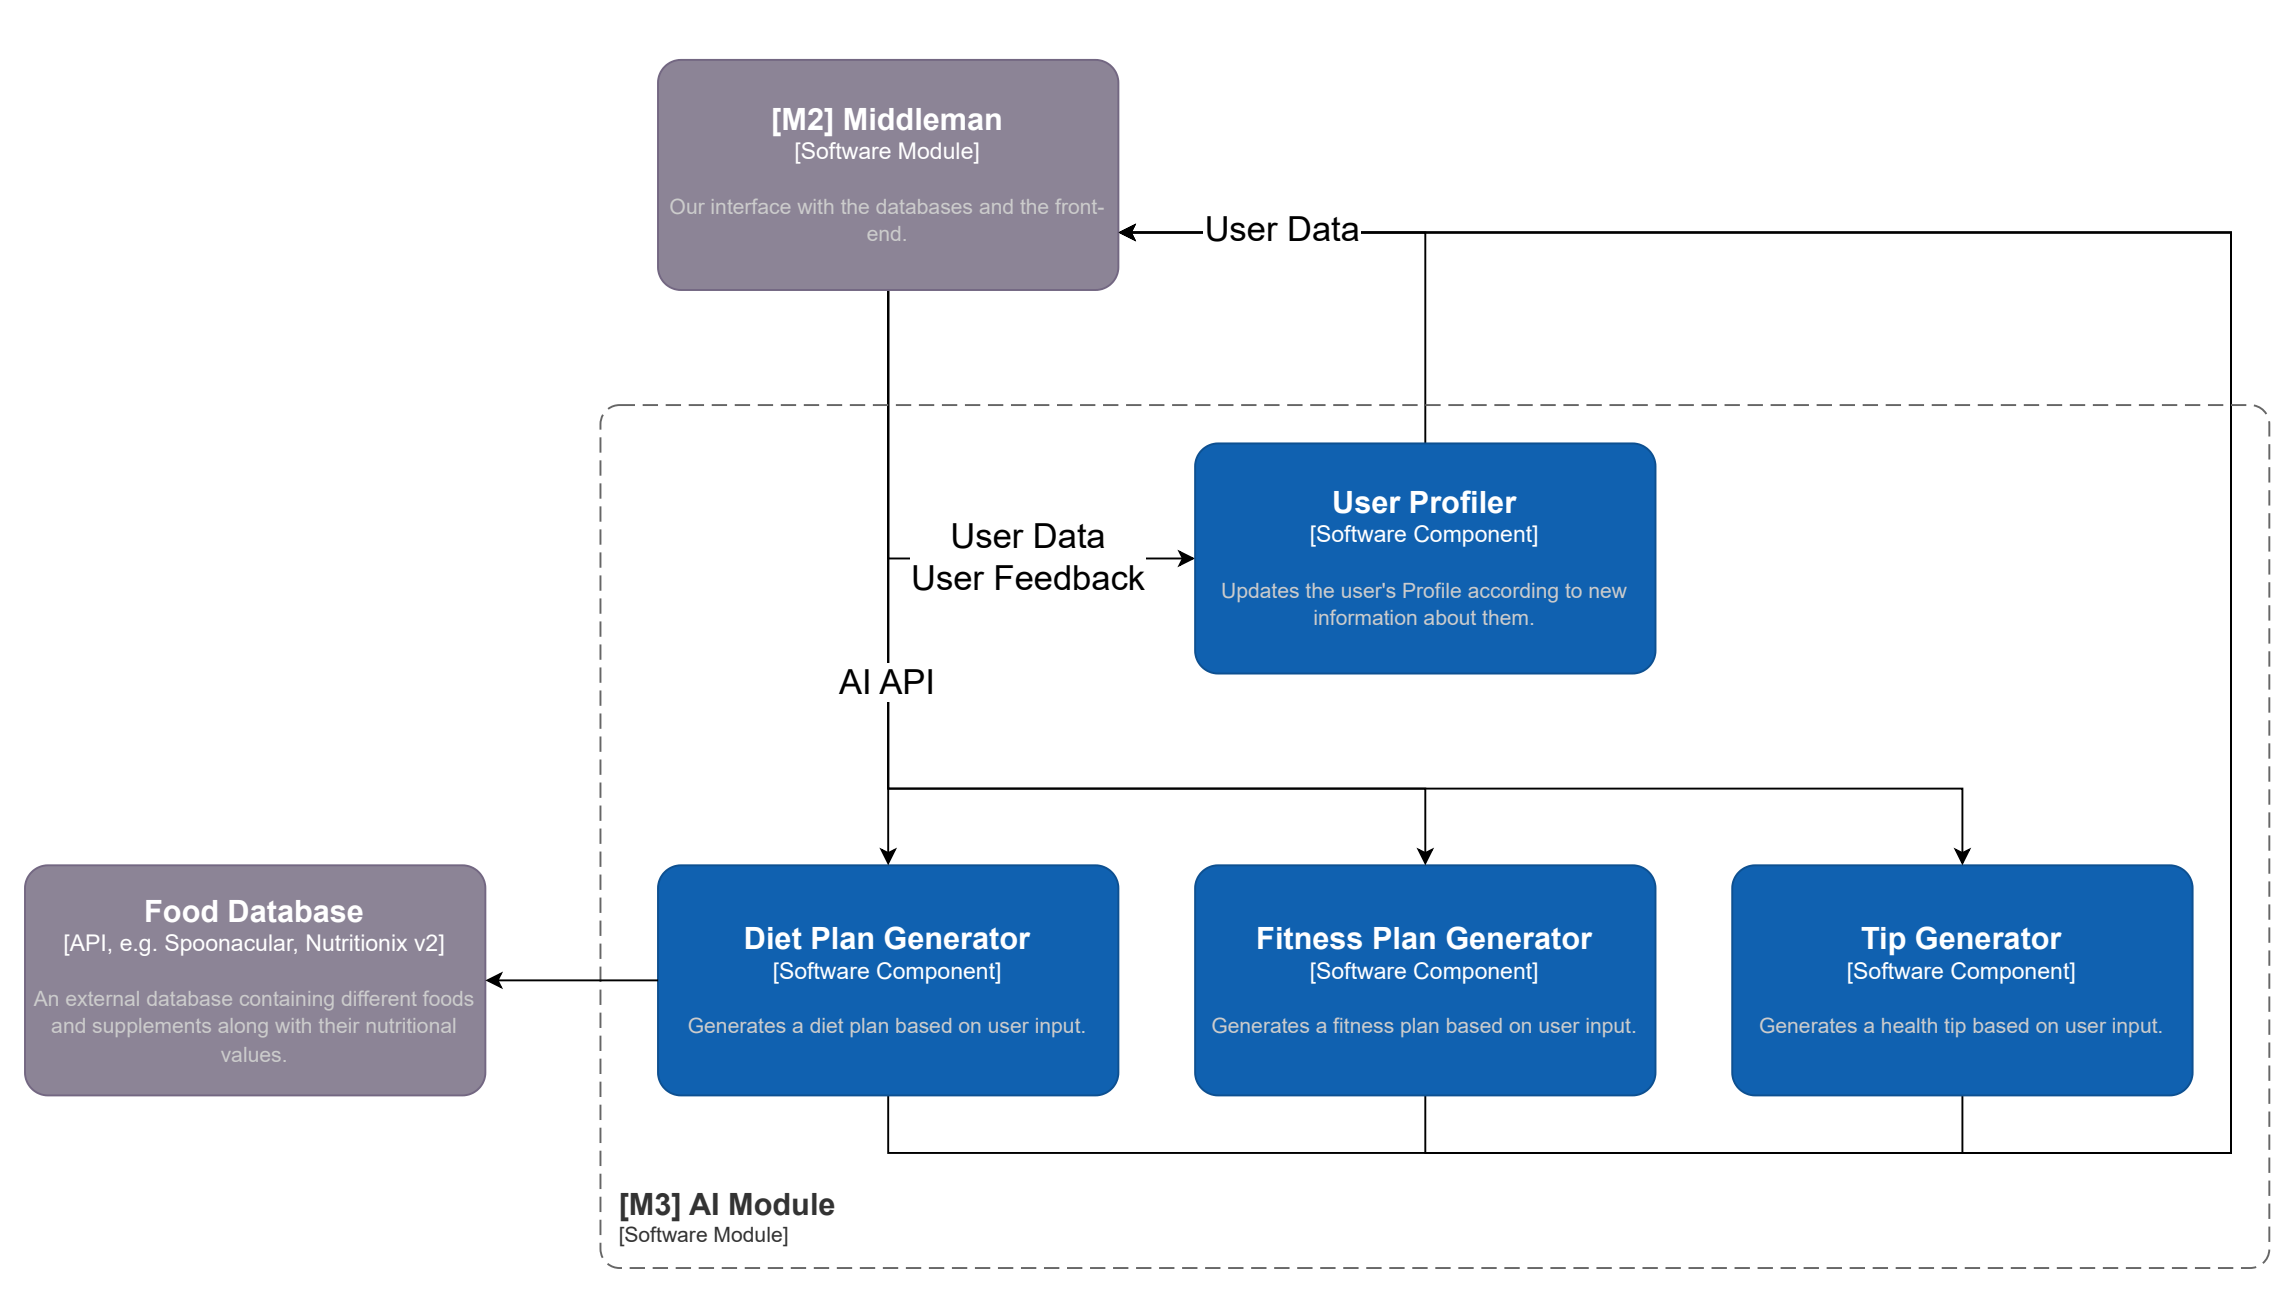 [M2] Middleman
[Software Module]
Our interface with the databases and the front-
end.
User Data
User Profiler
[Software Component]
Updates the user's Profile according to new
information about them.
User Data
User Feedback
AI API
Food Database
[API, e.g. Spoonacular, Nutritionix v2]
An external database containing different foods
and supplements along with their nutritional
values.
Diet Plan Generator
[Software Component]
Generates a diet plan based on user input.
Fitness Plan Generator
[Software Component]
Generates a fitness plan based on user input.
Tip Generator
[Software Component]
Generates a health tip based on user input.
[M3] AI Module
[Software Module]